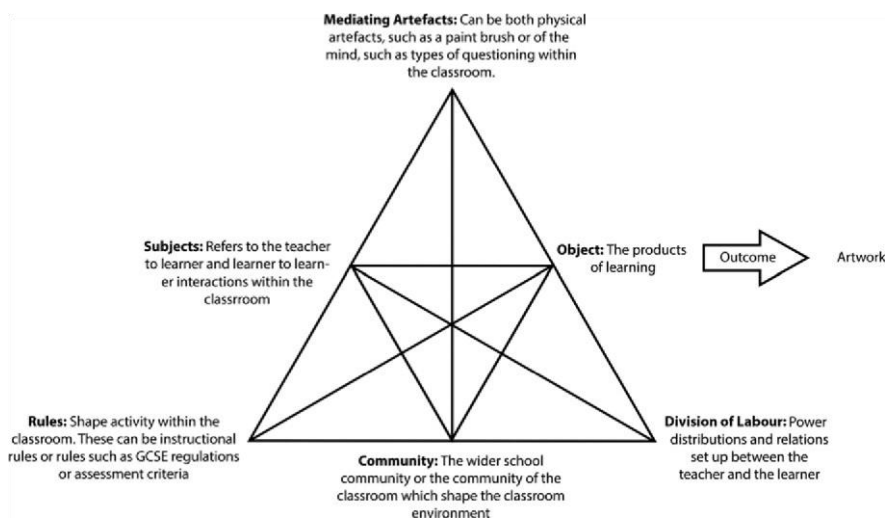 Mediating Artefacts: Can be both physical
artefacts, such as a paint brush or of the
mind, such as types of questioning within
the classroom.
Subjects: Refers to the teacher
to learner and learner to learn-
er interactions within the
classrroom
Object: The products
of learning
Outcome
Artwork
Rules: Shape activity within the
classroom. These can be instructional
rules or rules such as GCSE regulations
or assessment criteria
Community: The wider school
community or the community of the
classroom which shape the classroom
environment
Division of Labour: Power
distributions and relations
set up between the
teacher and the learner